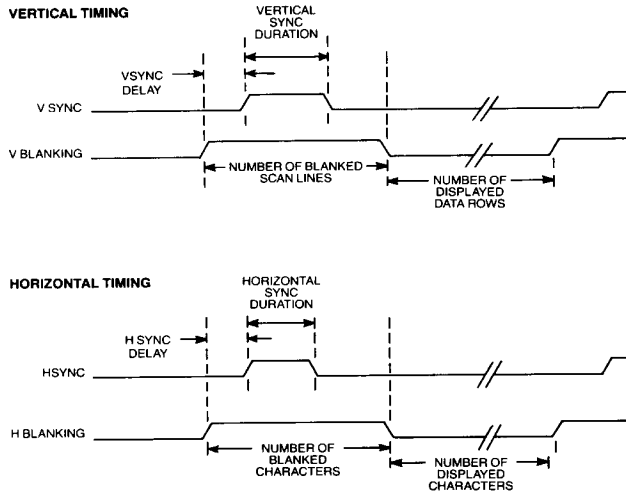 VERTICAL TIMING
VERTICAL
SYNC
DURATION
VSYNC
DELAY
V SYNC
V BLANKING
NUMBER OF BLANKED
SCAN LINES
NUMBER OF
DISPLAYED
DATA ROWS
HORIZONTAL TIMING
HORIZONTAL
SYNC
DURATION
H SYNC
DELAY
HSYNC
H BLANKING
NUMBER OF
BLANKED
CHARACTERS
NUMBER OF
DISPLAYED
CHARACTERS